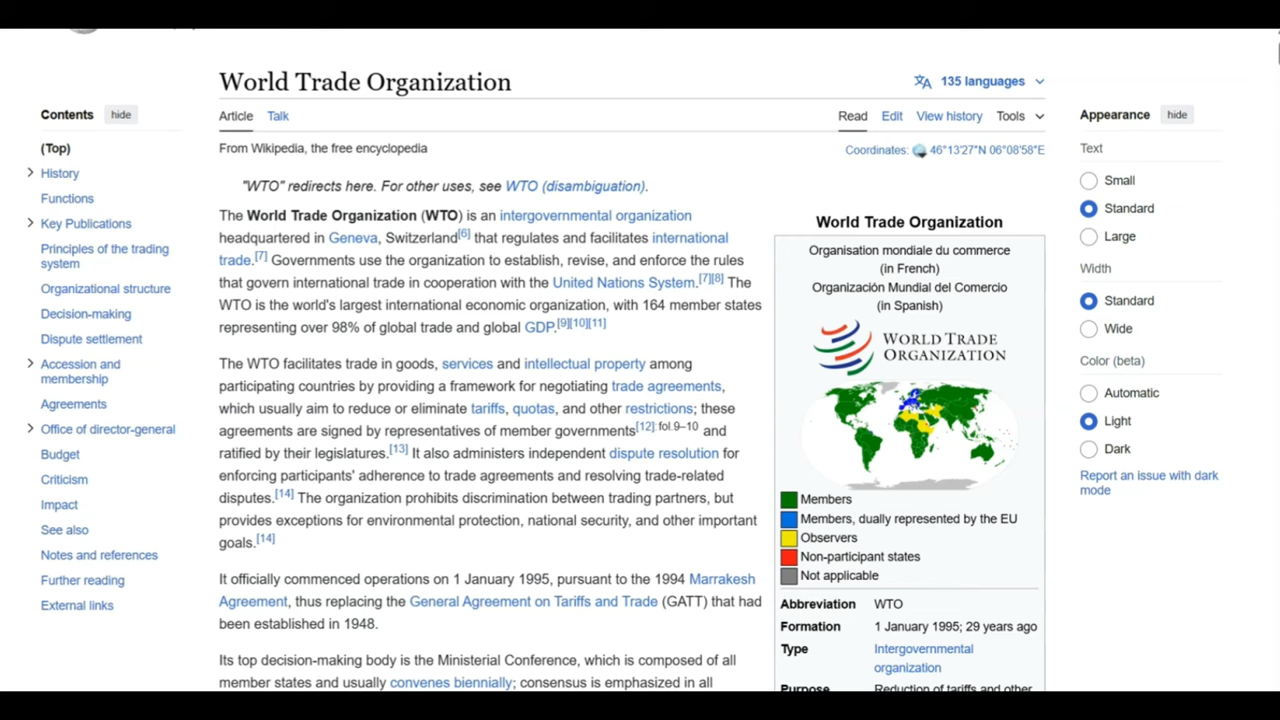 World Trade Organization
135 languages
Contents
hide
(Top)
History
Functions
Key Publications
Principles of the trading
system
Organizational structure
Decision-making
Dispute settlement
Accession and
membership
Agreements
Office of director-general
Budget
Criticism
Impact
See also
Notes and references
Further reading
External links
Article Talk
Read Edit View history Tools
From Wikipedia, the free encyclopedia
Coordinates: 46°13′27″N 06°08′58″E
"WTO" redirects here. For other uses, see WTO (disambiguation).
The World Trade Organization (WTO) is an intergovernmental organization
headquartered in Geneva, Switzerland[6] that regulates and facilitates international
trade.[7] Governments use the organization to establish, revise, and enforce the rules
that govern international trade in cooperation with the United Nations System.[7][8] The
WTO is the world's largest international economic organization, with 164 member states
representing over 98% of global trade and global GDP.[9][10][11]
The WTO facilitates trade in goods, services and intellectual property among
participating countries by providing a framework for negotiating trade agreements,
which usually aim to reduce or eliminate tariffs, quotas, and other restrictions; these
agreements are signed by representatives of member governments[12]: fol.9–10 and
ratified by their legislatures.[13] It also administers independent dispute resolution for
enforcing participants' adherence to trade agreements and resolving trade-related
disputes.[14] The organization prohibits discrimination between trading partners, but
provides exceptions for environmental protection, national security, and other important
goals.[14]
It officially commenced operations on 1 January 1995, pursuant to the 1994 Marrakesh
Agreement, thus replacing the General Agreement on Tariffs and Trade (GATT) that had
been established in 1948.
Its top decision-making body is the Ministerial Conference, which is composed of all
member states and usually convenes biennially; consensus is emphasized in all
World Trade Organization
Organisation mondiale du commerce
(in French)
Organización Mundial del Comercio
(in Spanish)
WORLD TRADE
ORGANIZATION
Members
Members, dually represented by the EU
Observers
Non-participant states
Not applicable
Abbreviation WTO
Formation 1 January 1995; 29 years ago
Type Intergovernmental
organization
Purpose Reduction of tariffs and other
Appearance
hide
Text
Small
Standard
Large
Width
Standard
Wide
Color (beta)
Automatic
Light
Dark
Report an issue with dark
mode